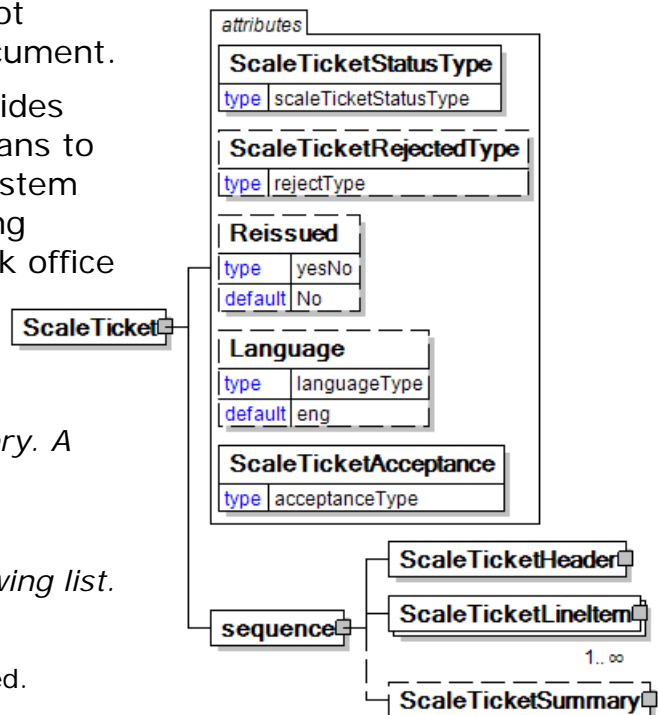 ot
cument.
ides
ans to
stem
ng
k office
ry. A
wing list.
ed.
attributes
ScaleTicketStatusType
type scaleTicketStatusType
ScaleTicketRejectedType
type rejectType
Reissued
type yesNo
default No
Language
type languageType
default eng
ScaleTicketAcceptance
type acceptanceType
ScaleTicket
sequence
ScaleTicketHeader
ScaleTicketLineItem
1.. ∞
ScaleTicketSummary